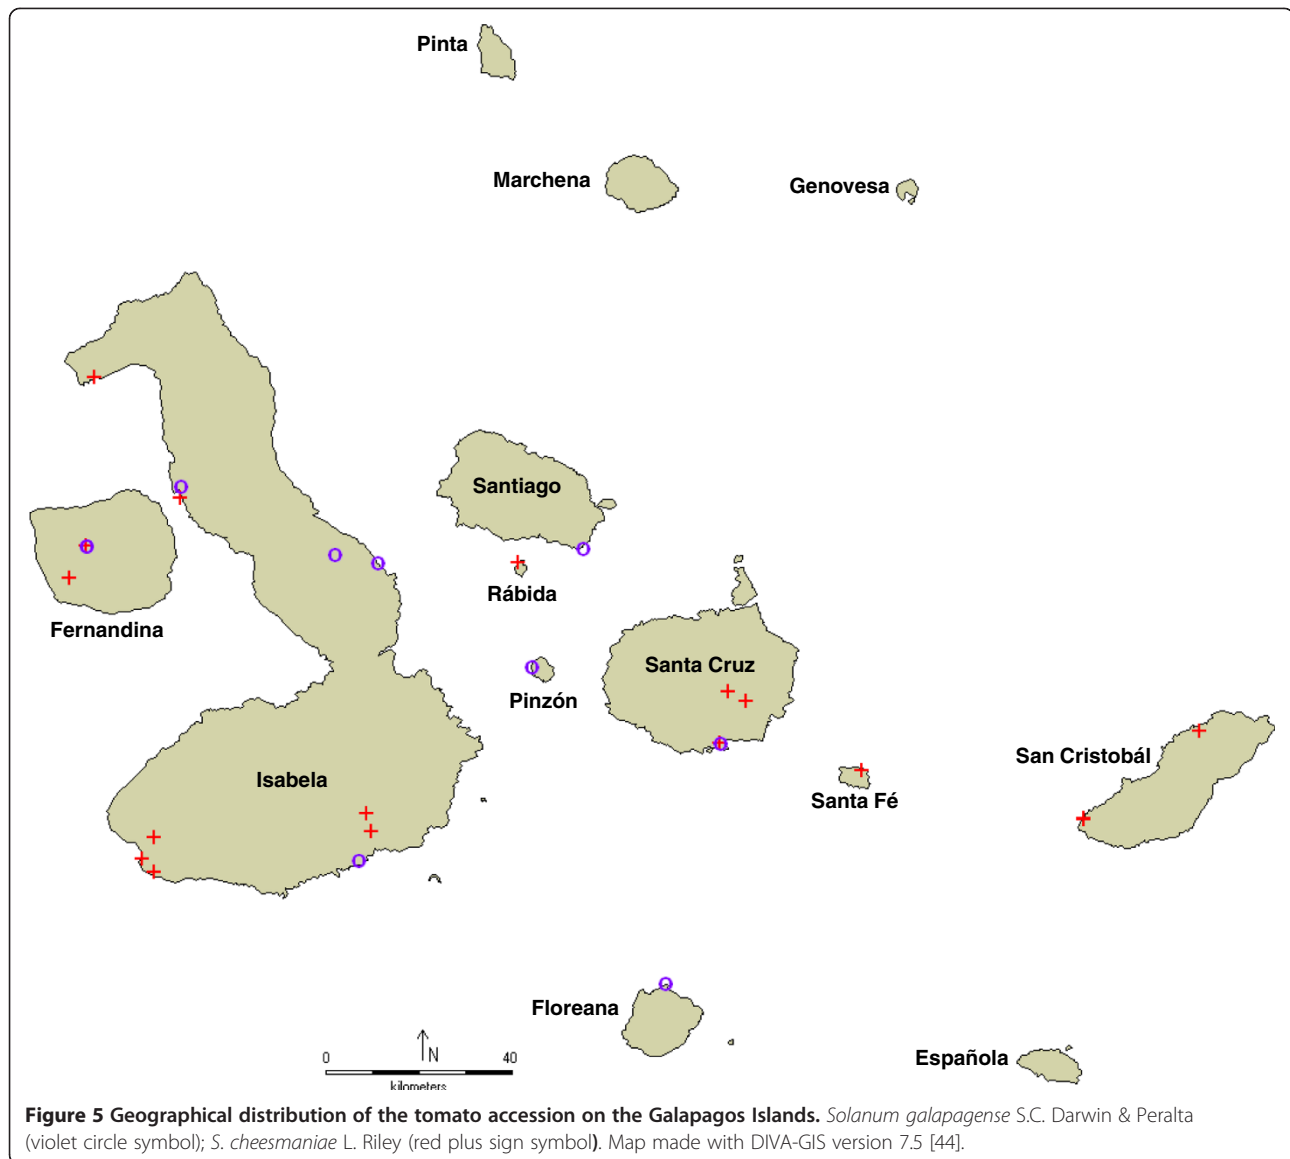 Pinta
Marchena
Genovesa
Santiago
Rábida
Fernandina
Santa Cruz
Pinzón
San Cristobál
Isabela
Santa Fé
Floreana
N
0 40
kilometers
Española
Figure 5 Geographical distribution of the tomato accession on the Galapagos Islands. Solanum galapagense S.C. Darwin & Peralta
(violet circle symbol); S. cheesmaniae L. Riley (red plus sign symbol). Map made with DIVA-GIS version 7.5 [44].